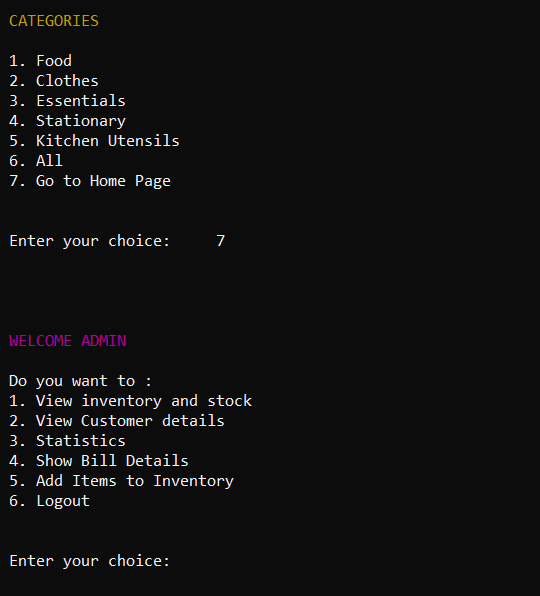 CATEGORIES
1. Food
2. Clothes
3. Essentials
4. Stationary
5. Kitchen Utensils
6. All
7. Go to Home Page
Enter your choice:     7
WELCOME ADMIN
Do you want to :
1. View inventory and stock
2. View Customer details
3. Statistics
4. Show Bill Details
5. Add Items to Inventory
6. Logout
Enter your choice: